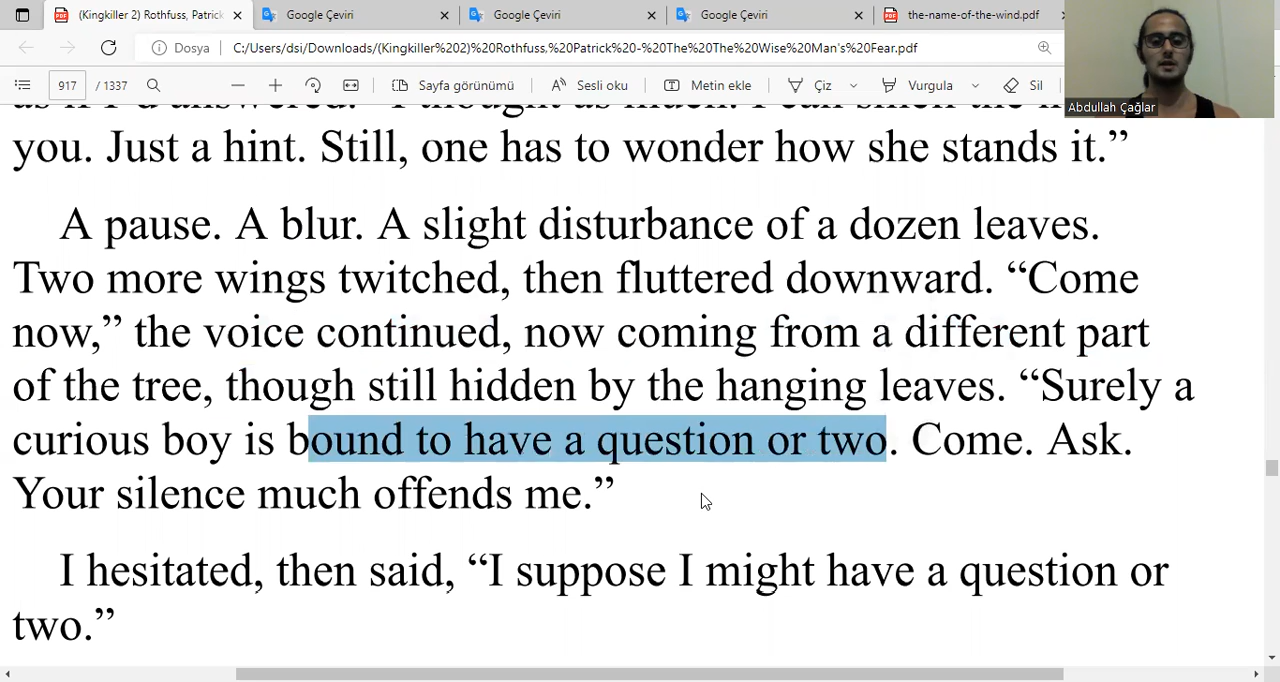 (Kingkiller 2) Rothfuss, Patrick
Google Çeviri
Google Çeviri
Google Çeviri
the-name-of-the-wind.pdf
Dosya
C:/Users/dsi/Downloads/(Kingkiller%202)%20Rothfuss,%20Patrick%20-%20The%20The%20Wise%20Man's%20Fear.pdf
917 / 1337
Sayfa görünümü
Sesli oku
Metin ekle
Çiz
Vurgula
Sil
Abdullah Çağlar
you. Just a hint. Still, one has to wonder how she stands it.”
A pause. A blur. A slight disturbance of a dozen leaves.
Two more wings twitched, then fluttered downward. “Come
now,” the voice continued, now coming from a different part
of the tree, though still hidden by the hanging leaves. “Surely a
curious boy is bound to have a question or two. Come. Ask.
Your silence much offends me.”
I hesitated, then said, “I suppose I might have a question or
two.”